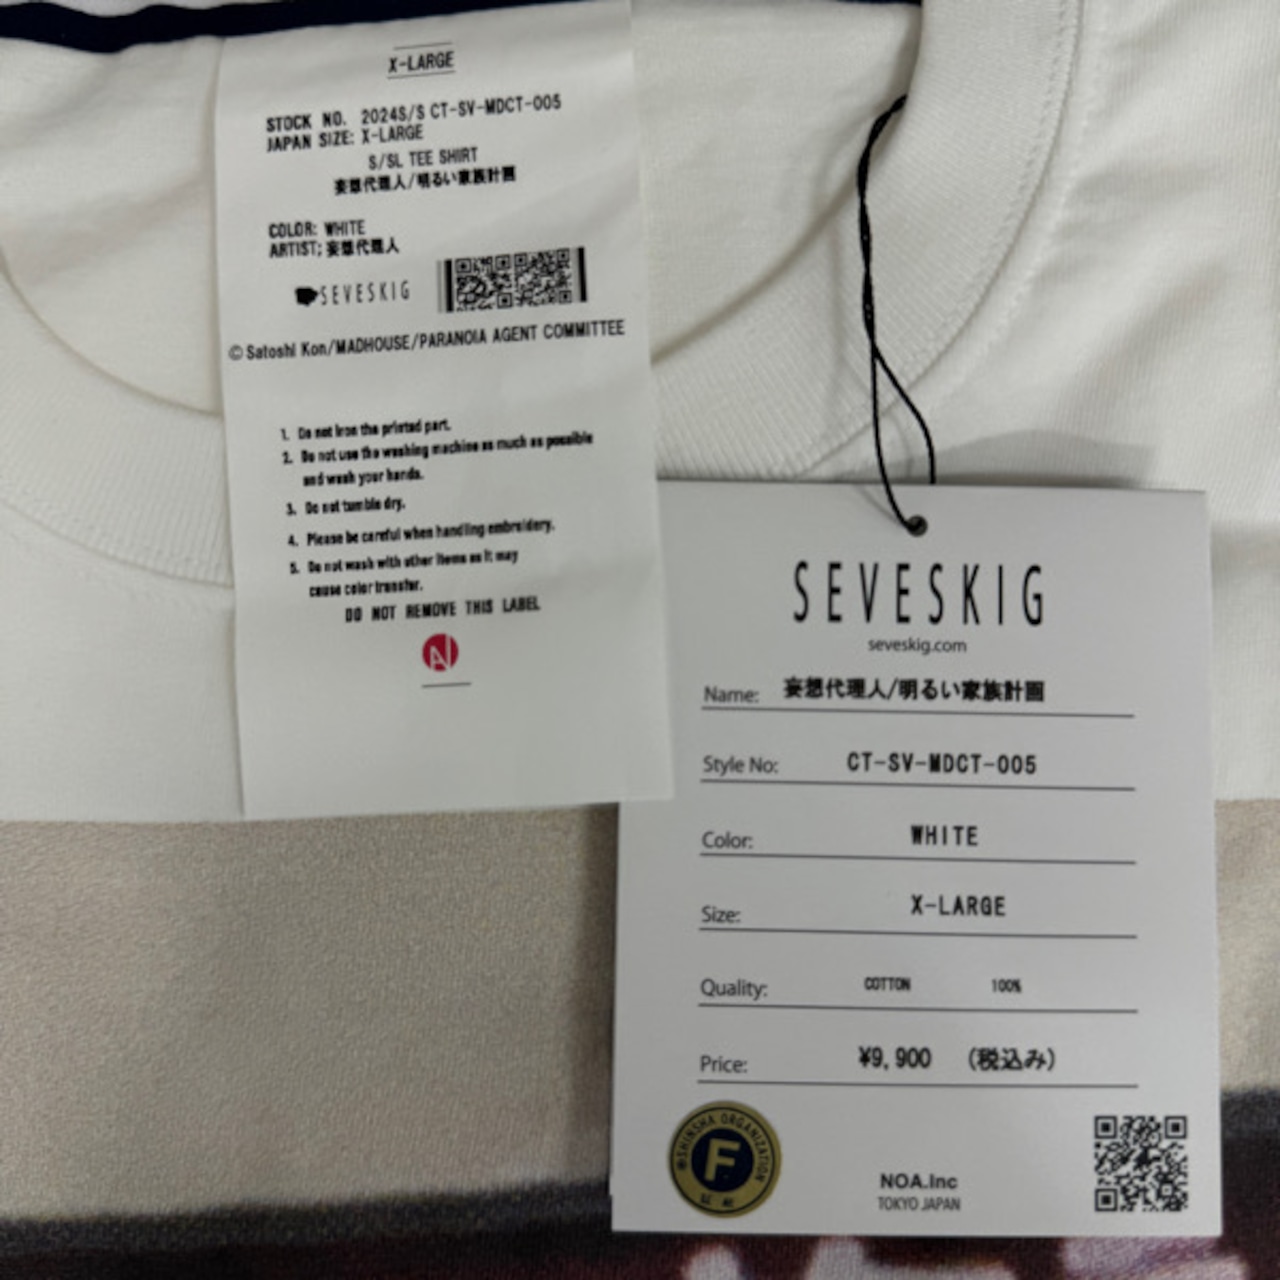 X-LARGE
STOCK NO. 2024S/S CT-SV-MDCT-005
JAPAN SIZE: X-LARGE
S/SL TEE SHIRT
妄想代理人/明るい家族計画
COLOR: WHITE
ARTIST; 妄想代理人
SEVESKIG
© Satoshi Kon/MADHOUSE/PARANOIA AGENT COMMITTEE
1. Do not iron the printed part.
2. Do not use the washing machine as much as possible
and wash your hands.
3. Do not tumble dry.
4. Please be careful when handling embroidery.
5. Do not wash with other items as it may
cause color transfer.
DO NOT REMOVE THIS LABEL
SEVESKIG
seveskig.com
Name: 妄想代理人/明るい家族計画
Style No: CT-SV-MDCT-005
Color: WHITE
Size: X-LARGE
Quality: COTTON 100%
Price: ¥9,900 (税込み)
SHINSHA ORGANIZATION
F
NOA.Inc
TOKYO JAPAN